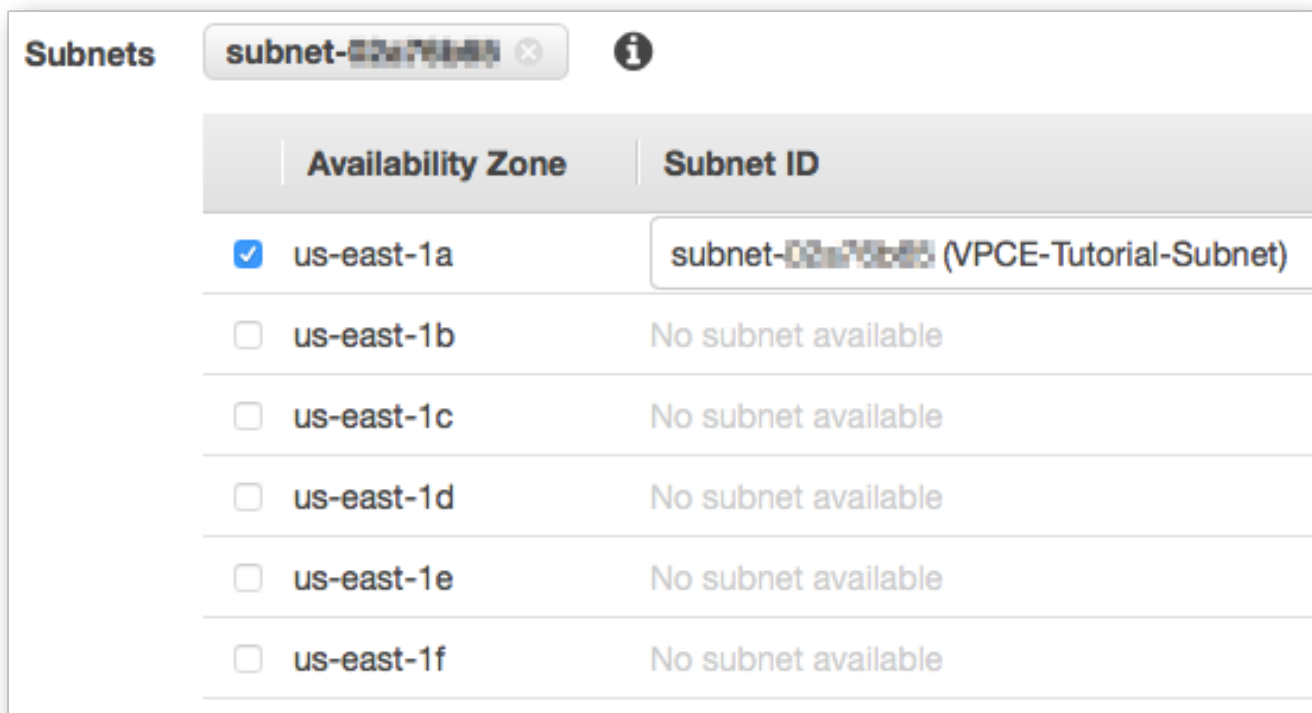 Subnets subnet-
Availability Zone Subnet ID
us-east-1a subnet- (VPCE-Tutorial-Subnet)
us-east-1b No subnet available
us-east-1c No subnet available
us-east-1d No subnet available
us-east-1e No subnet available
us-east-1f No subnet available